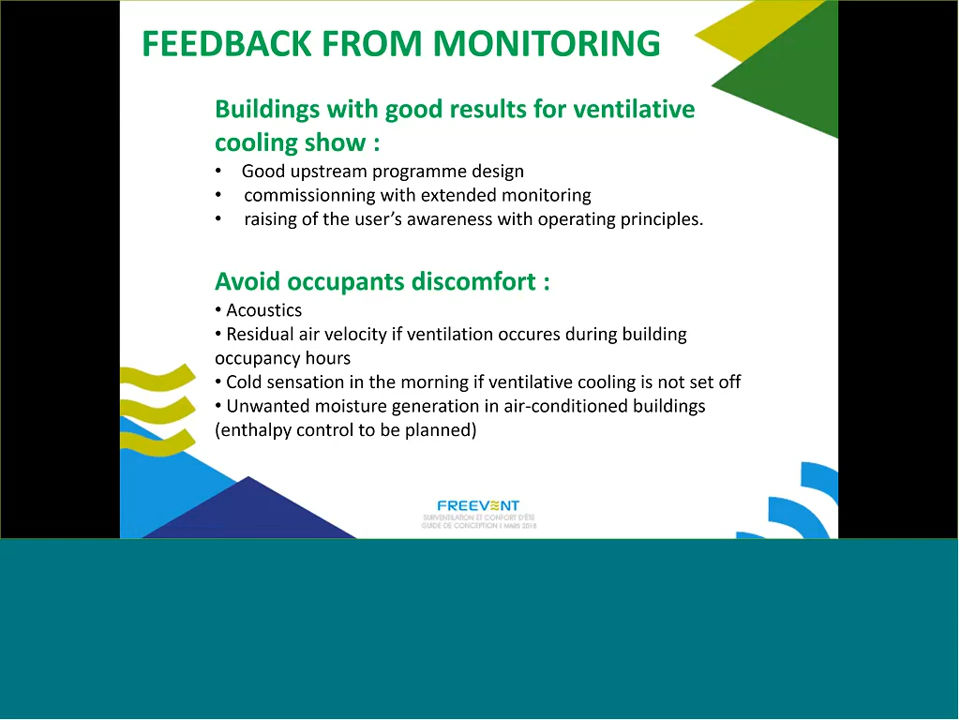 FEEDBACK FROM MONITORING
Buildings with good results for ventilative
cooling show :
• Good upstream programme design
• commissionning with extended monitoring
• raising of the user's awareness with operating principles.
Avoid occupants discomfort :
• Acoustics
• Residual air velocity if ventilation occures during building
occupancy hours
• Cold sensation in the morning if ventilative cooling is not set off
• Unwanted moisture generation in air-conditioned buildings
(enthalpy control to be planned)
FREEVENT
SURVENTILATION ET CONFORT D'ÉTÉ
GUIDE DE CONCEPTION I MARS 2018